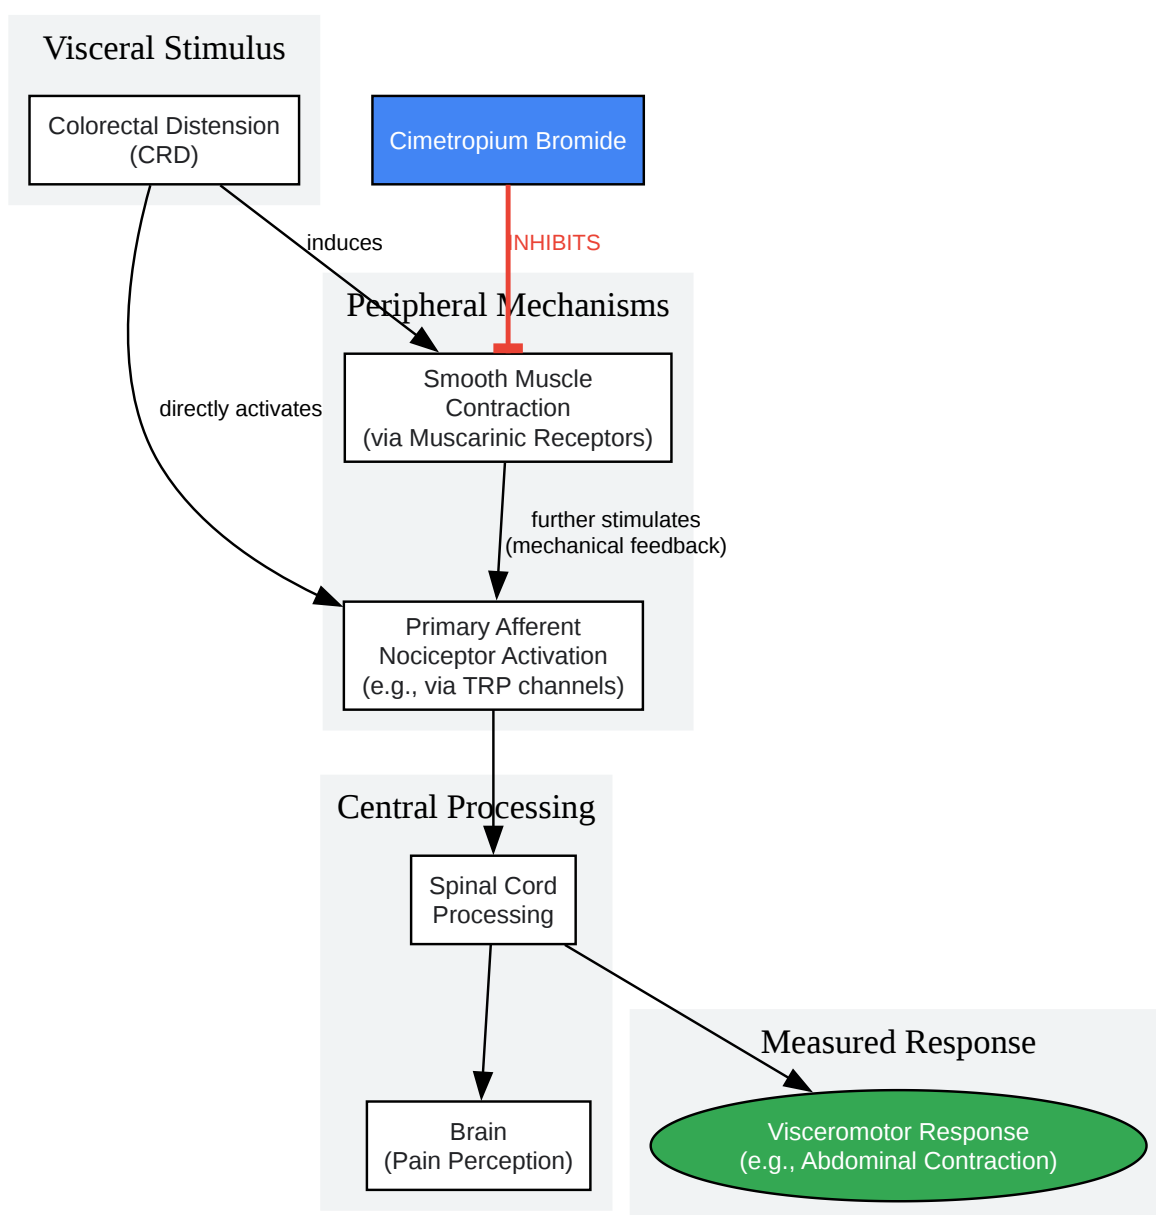 Visceral Stimulus
Colorectal Distension
(CRD)
Cimetropium Bromide
induces
INHIBITS
Peripheral Mechanisms
Smooth Muscle
Contraction
(via Muscarinic Receptors)
directly activates
further stimulates
(mechanical feedback)
Primary Afferent
Nociceptor Activation
(e.g., via TRP channels)
Central Processing
Spinal Cord
Processing
Measured Response
Brain
(Pain Perception)
Visceromotor Response
(e.g., Abdominal Contraction)